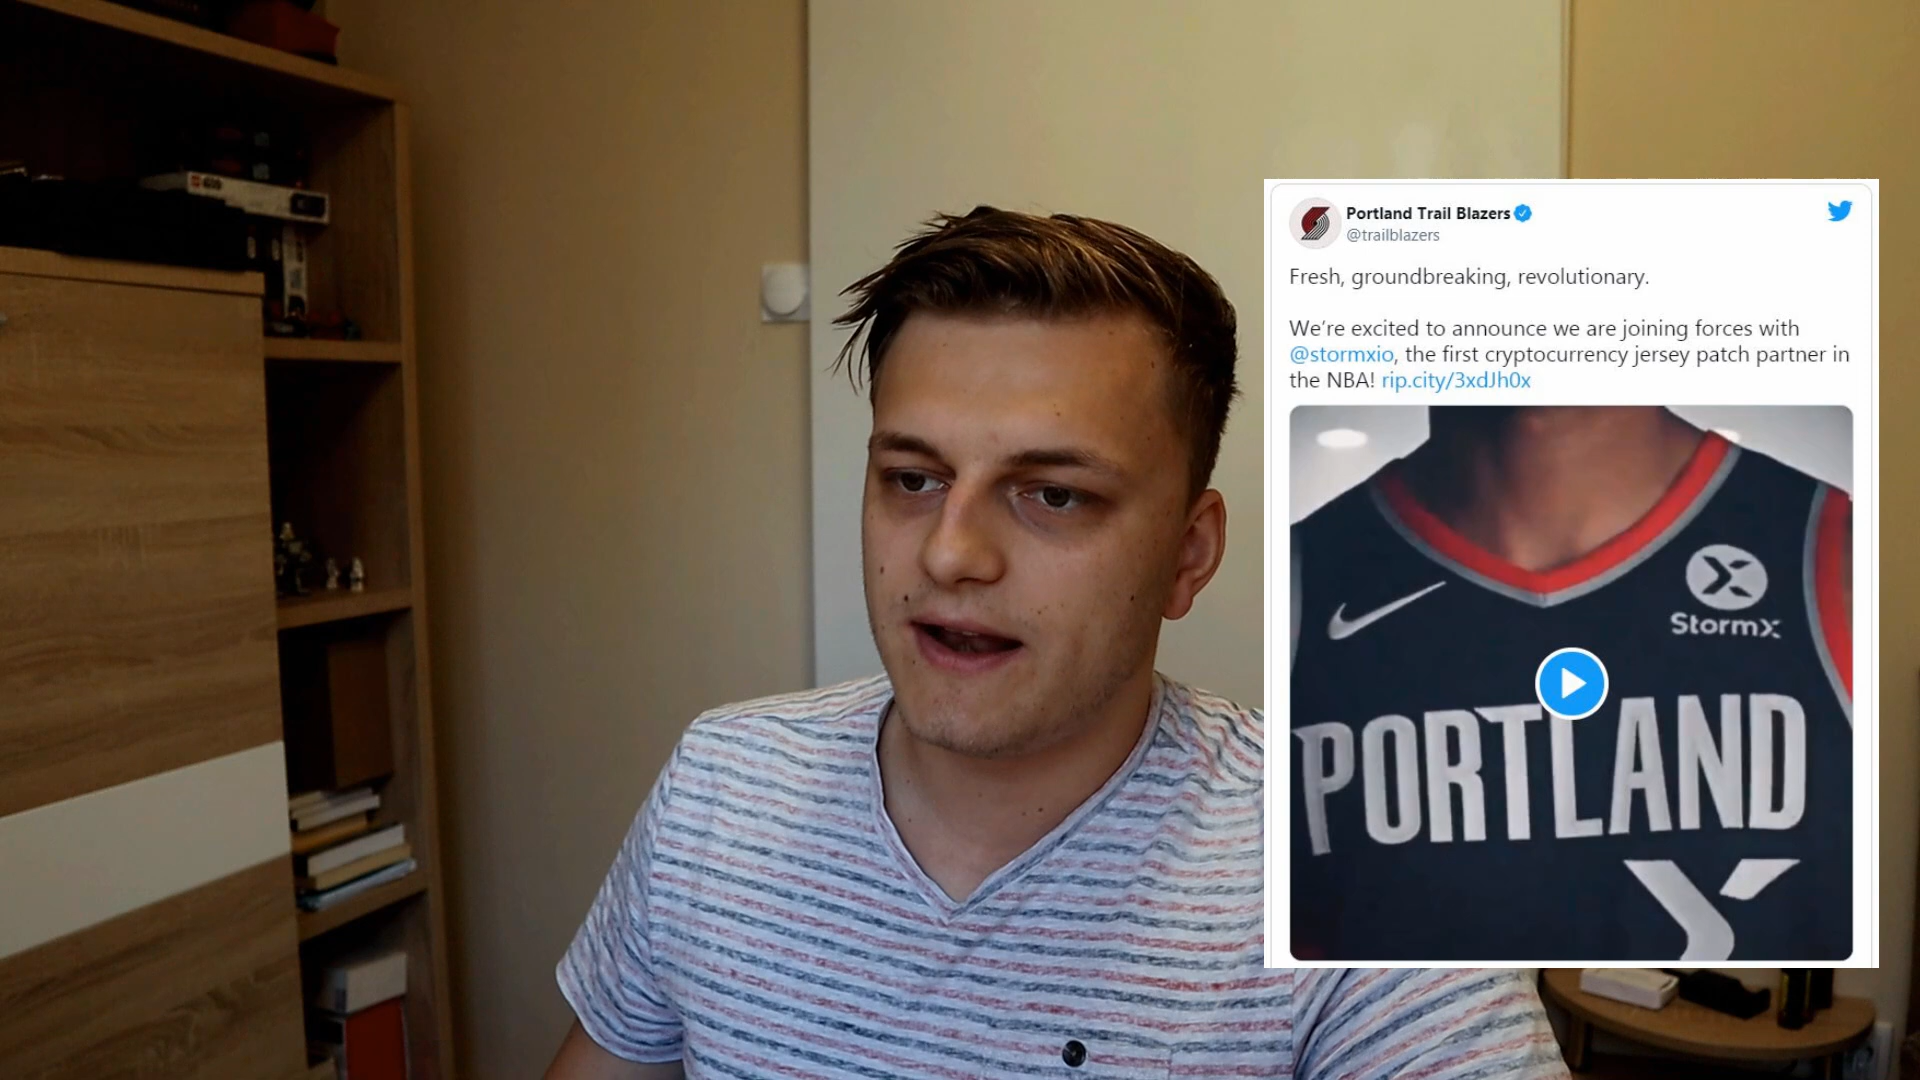 Portland Trail Blazers
@trailblazers
Fresh, groundbreaking, revolutionary.
We're excited to announce we are joining forces with
@stormxio, the first cryptocurrency jersey patch partner in
the NBA! rip.city/3xdJh0x
StormX
PORTLAND